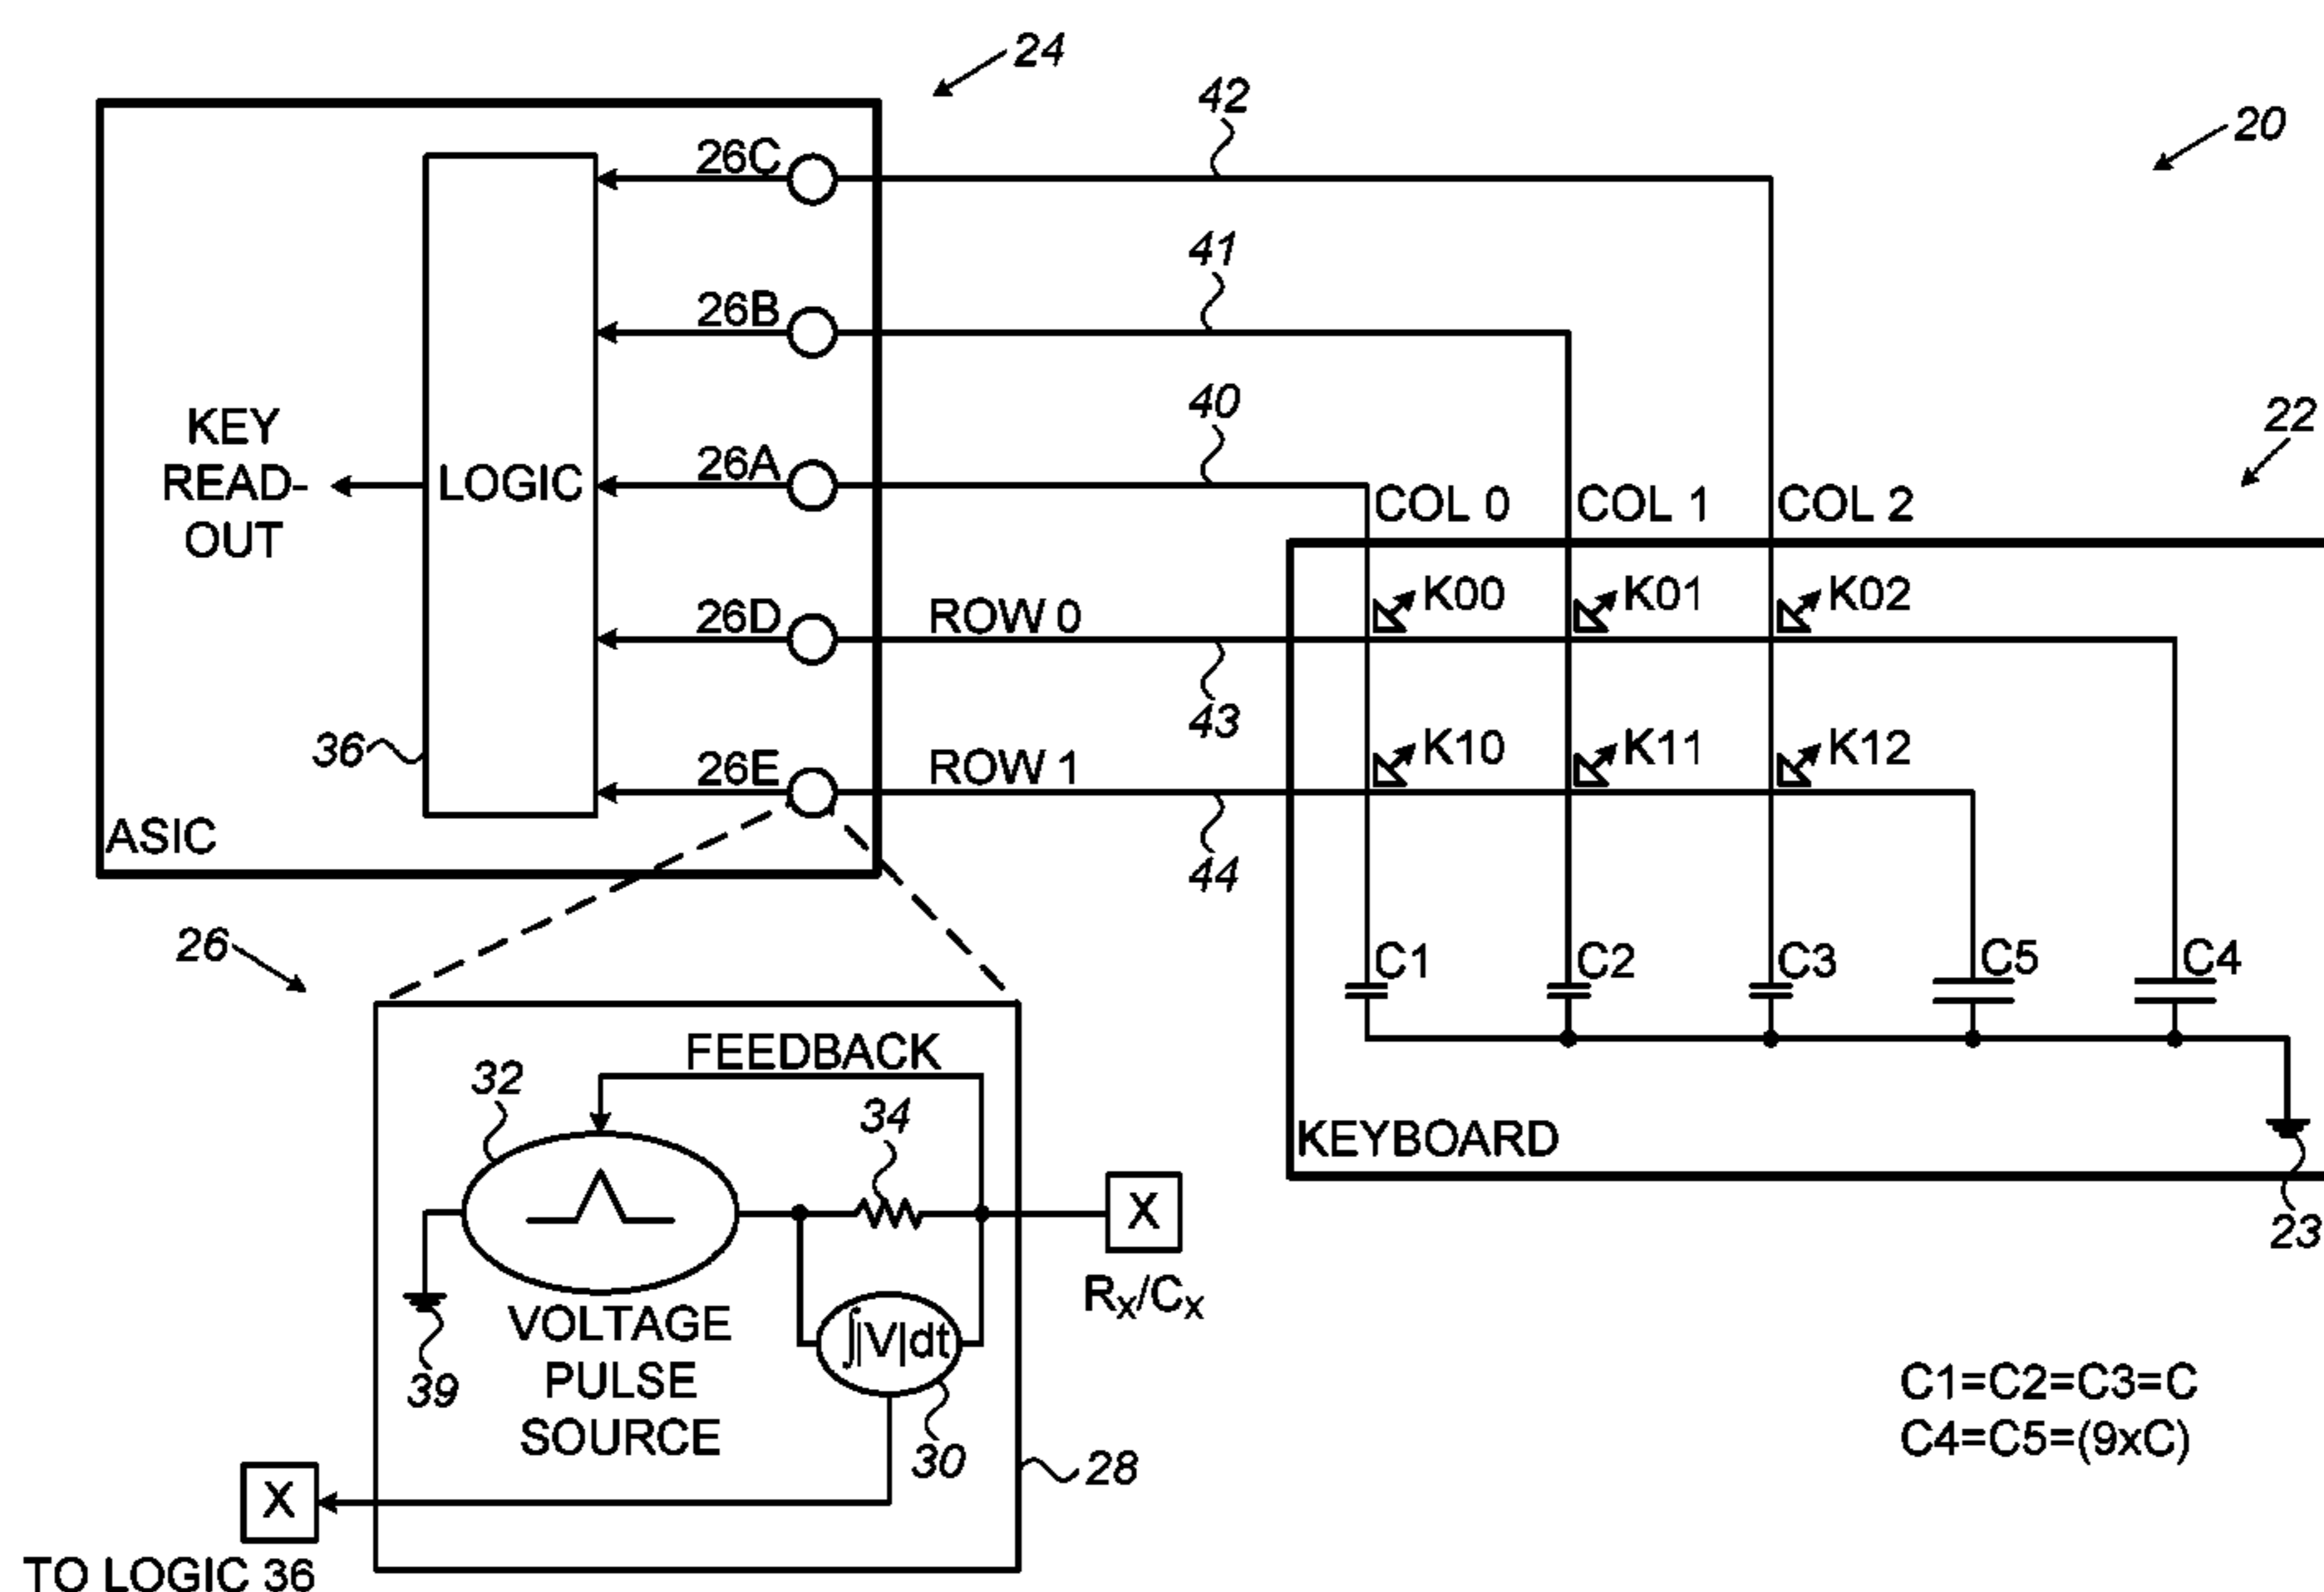 24
42
20
26C
41
26B
40
22
KEY
READ-
OUT
LOGIC
26A
COL 0
COL 1
COL 2
K00
K01
K02
26D
ROW 0
43
K10
K11
K12
36
26E
ROW 1
ASIC
44
26
C1
C2
C3
C5
C4
FEEDBACK
32
34
KEYBOARD
X
23
RX/CX
VOLTAGE
PULSE
SOURCE
∫|V|dt
39
30
28
C1=C2=C3=C
C4=C5=(9xC)
X
TO LOGIC 36